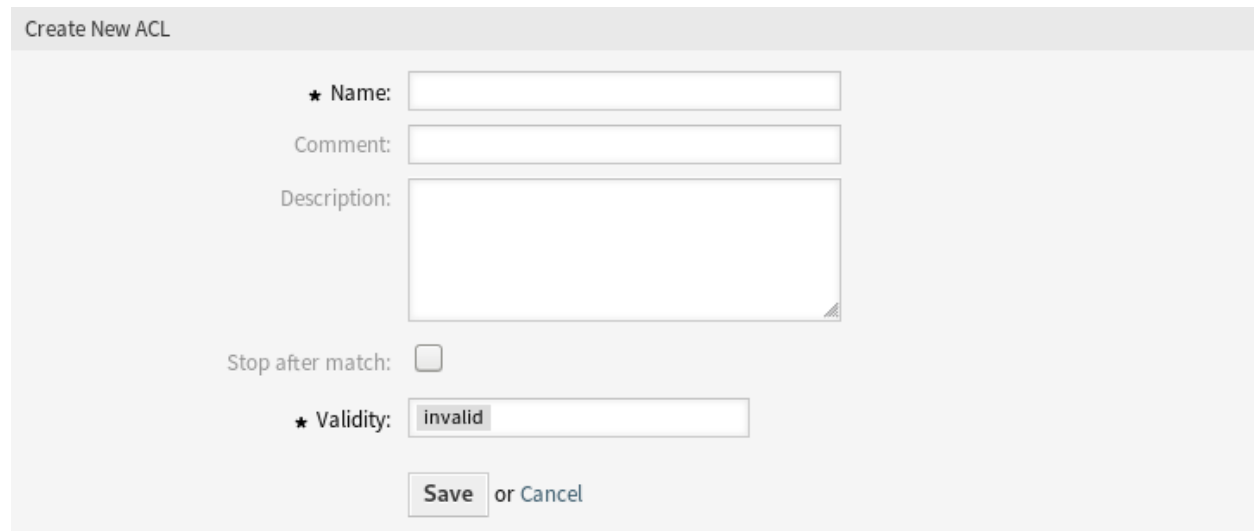 Create New ACL
★ Name:
Comment:
Description:
Stop after match:
★ Validity: invalid
Save or Cancel